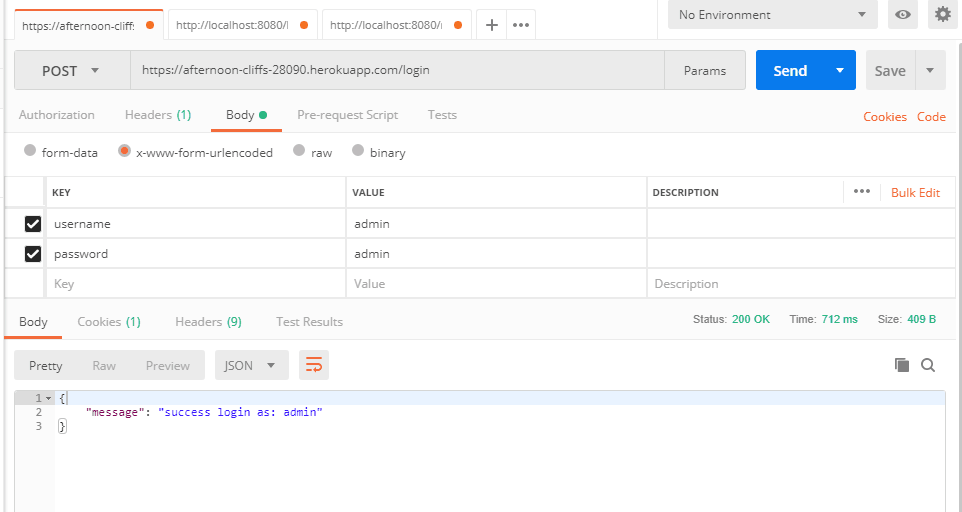 https://afternoon-cliffs http://localhost:8080/l http://localhost:8080/ No Environment
POST https://afternoon-cliffs-28090.herokuapp.com/login Params Send Save
Authorization Headers (1) Body Pre-request Script Tests Cookies Code
form-data x-www-form-urlencoded raw binary
KEY VALUE DESCRIPTION Bulk Edit
username admin
password admin
Key Value Description
Body Cookies (1) Headers (9) Test Results Status: 200 OK Time: 712 ms Size: 409 B
Pretty Raw Preview JSON
1 {
2 "message": "success login as: admin"
3 }